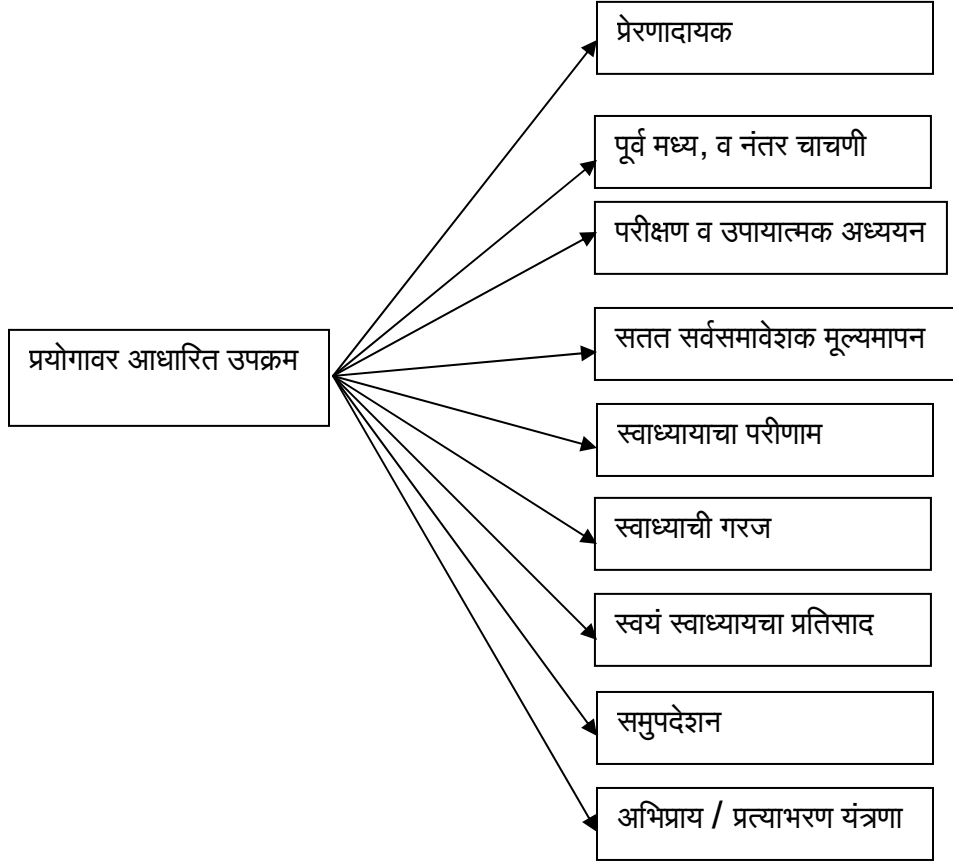 प्रेरणादायक
पूर्व मध्य, व नंतर चाचणी
परीक्षण व उपायात्मक अध्ययन
सतत सर्वसमावेशक मूल्यमापन
प्रयोगावर आधारित उपक्रम
स्वाध्यायाचा परीणाम
स्वाध्याची गरज
स्वयं स्वाध्यायचा प्रतिसाद
समुपदेशन
अभिप्राय / प्रत्याभरण यंत्रणा